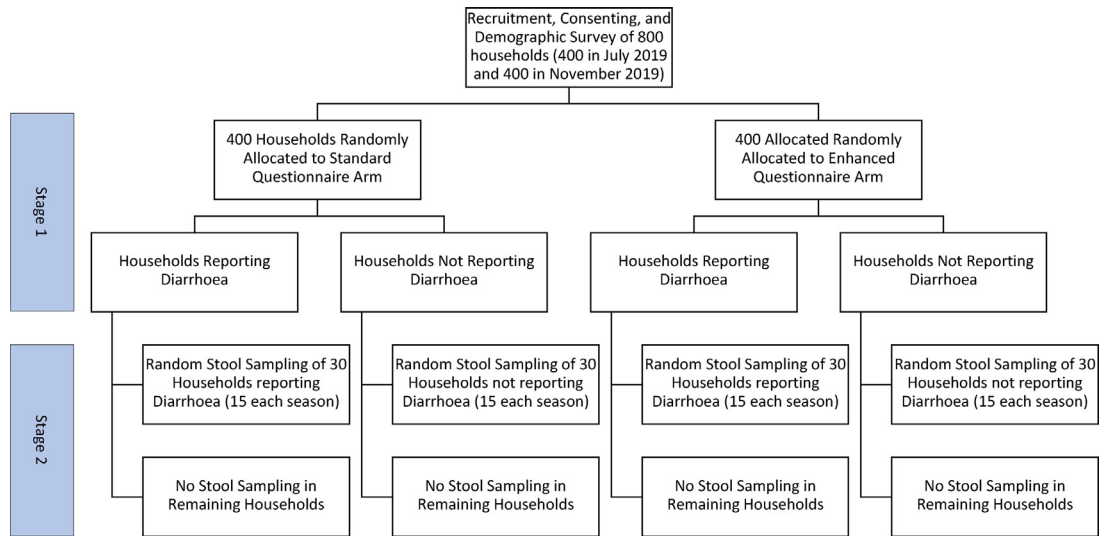 Recruitment, Consenting, and
Demographic Survey of 800
households (400 in July 2019
and 400 in November 2019)
Stage 1
400 Households Randomly
Allocated to Standard
Questionnaire Arm
400 Allocated Randomly
Allocated to Enhanced
Questionnaire Arm
Households Reporting
Diarrhoea
Households Not Reporting
Diarrhoea
Households Reporting
Diarrhoea
Households Not Reporting
Diarrhoea
Stage 2
Random Stool Sampling of 30
Households reporting
Diarrhoea (15 each season)
Random Stool Sampling of 30
Households not reporting
Diarrhoea (15 each season)
Random Stool Sampling of 30
Households reporting
Diarrhoea (15 each season)
Random Stool Sampling of 30
Households not reporting
Diarrhoea (15 each season)
No Stool Sampling in
Remaining Households
No Stool Sampling in
Remaining Households
No Stool Sampling in
Remaining Households
No Stool Sampling in
Remaining Households